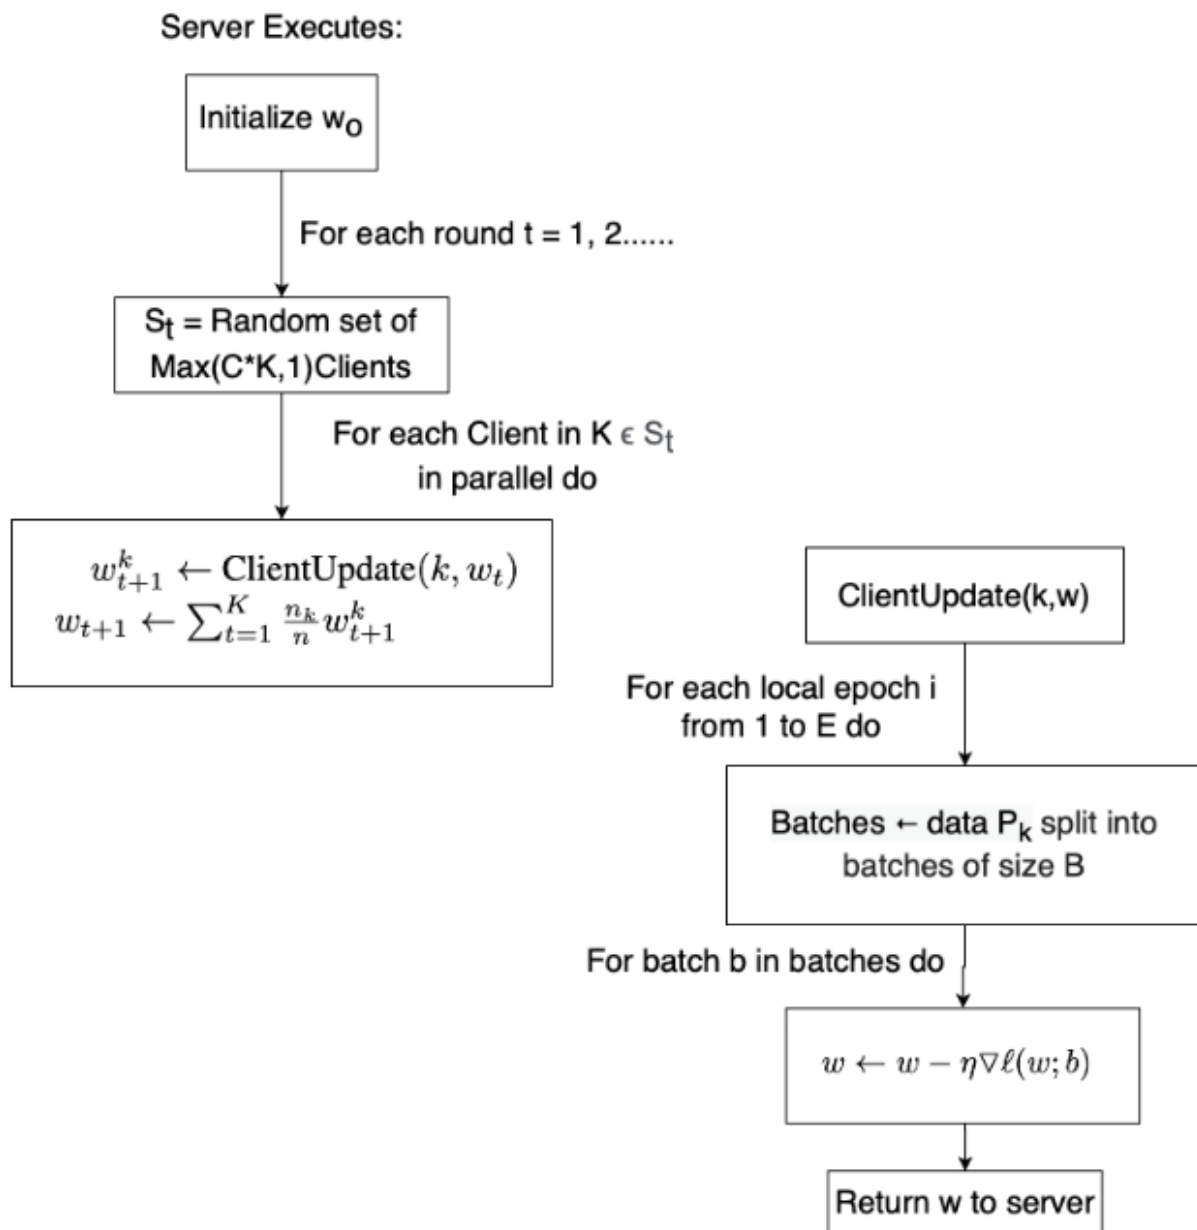 Server Executes:
Initialize w₀
For each round t = 1, 2......
Sₜ = Random set of
Max(C*K,1)Clients
For each Client in K ϵ Sₜ
in parallel do
w_{t+1}^k ← ClientUpdate(k, w_t)
w_{t+1} ← ∑_{t=1}^K \frac{n_k}{n} w_{t+1}^k
ClientUpdate(k,w)
For each local epoch i
from 1 to E do
Batches ← data Pₖ split into
batches of size B
For batch b in batches do
w ← w − η∇ℓ(w; b)
Return w to server